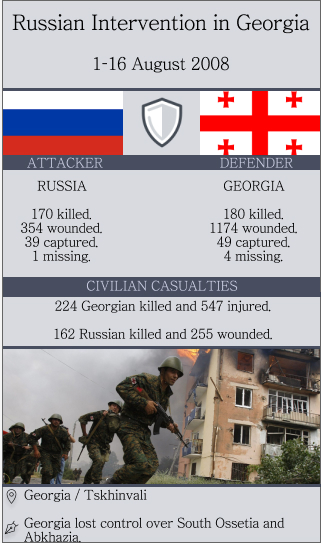 Russian Intervention in Georgia
1-16 August 2008
ATTACKER
DEFENDER
RUSSIA
GEORGIA
170 killed.
354 wounded.
39 captured.
1 missing.
180 killed.
1174 wounded.
49 captured.
4 missing.
CIVILIAN CASUALTIES
224 Georgian killed and 547 injured.
162 Russian killed and 255 wounded.
Georgia / Tskhinvali
Georgia lost control over South Ossetia and
Abkhazia.